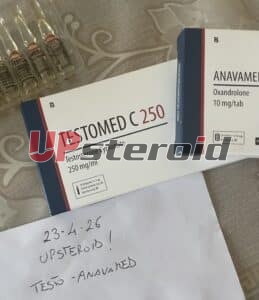 B
ANAVAMED
Oxandrolone
10 mg/tab
B
TESTOMED C 250
250 mg/ml
UPsteroid
23-4-26
UPSTEROID!
TESTO - ANAVAMED